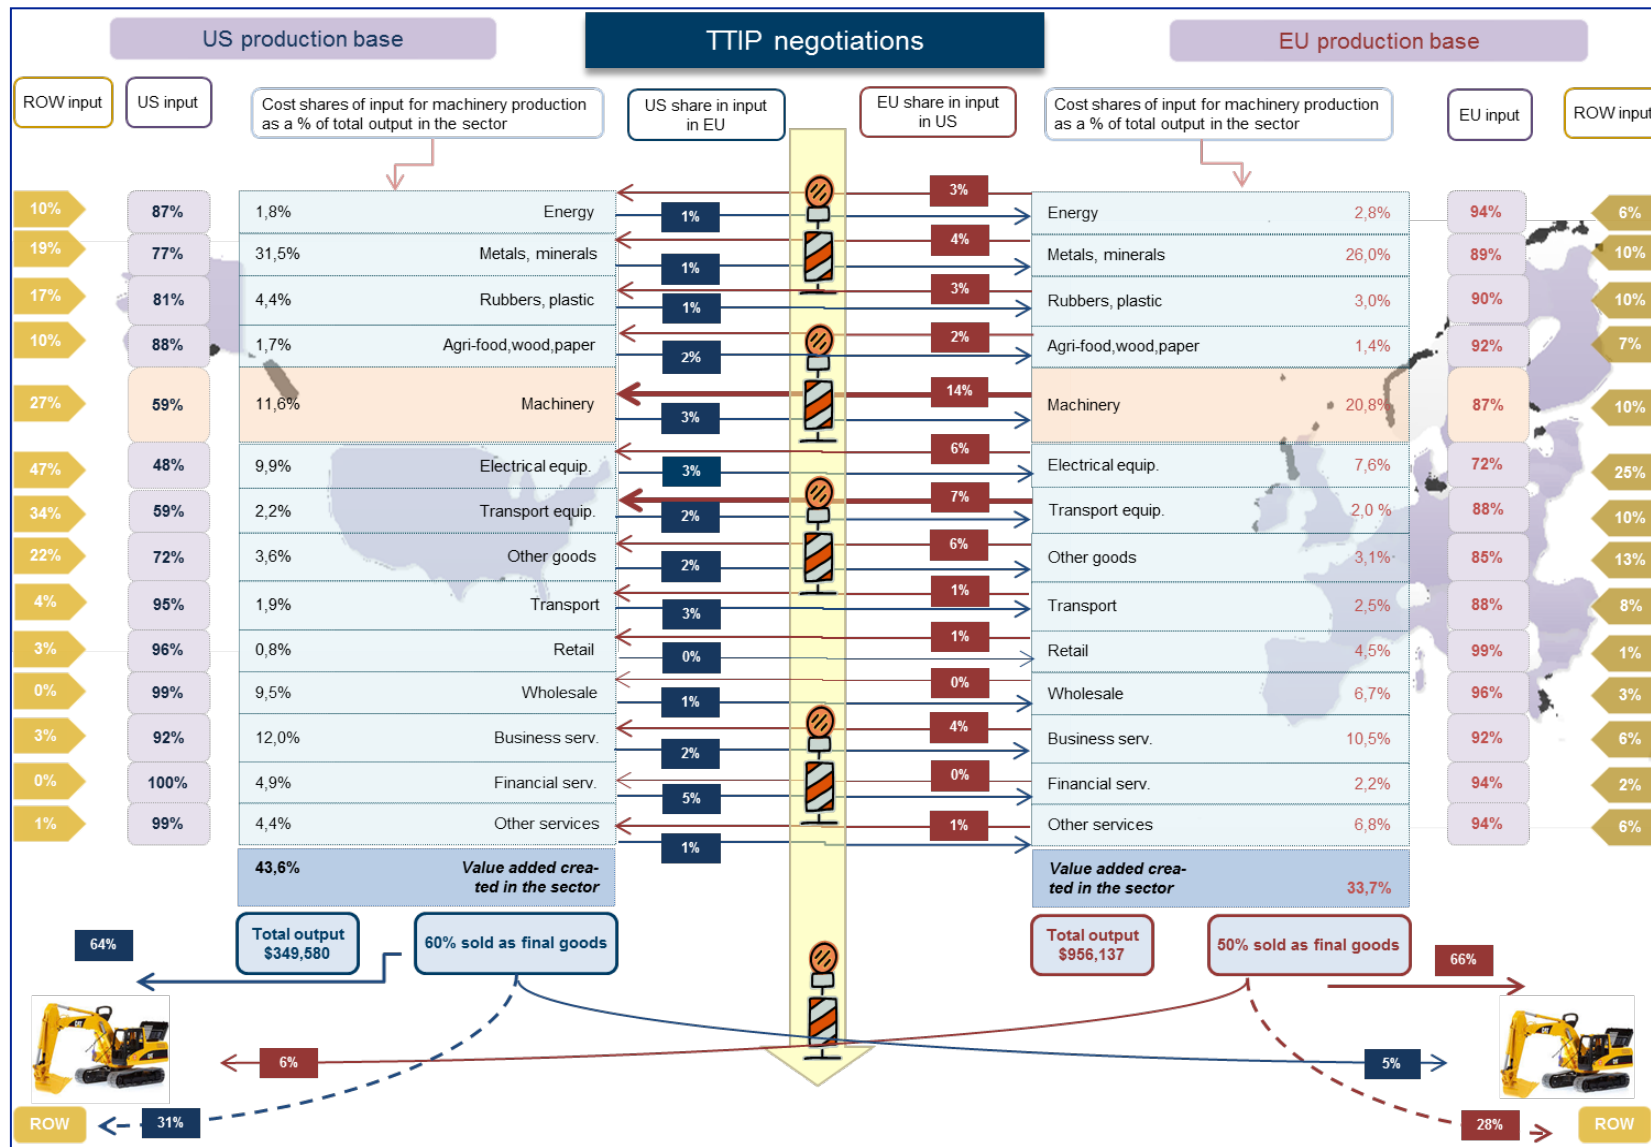 US production base
TTIP negotiations
EU production base
ROW input
US input
Cost shares of input for machinery production
as a % of total output in the sector
US share in input
in EU
EU share in input
in US
Cost shares of input for machinery production
as a % of total output in the sector
EU input
ROW input
10% 87% 1,8% Energy 1% 3% Energy 2,8% 94% 6%
19% 77% 31,5% Metals, minerals 1% 4% Metals, minerals 26,0% 89% 10%
17% 81% 4,4% Rubbers, plastic 1% 3% Rubbers, plastic 3,0% 90% 10%
10% 88% 1,7% Agri-food,wood,paper 2% 2% Agri-food,wood,paper 1,4% 92% 7%
27% 59% 11,6% Machinery 3% 14% Machinery 20,8% 87% 10%
47% 48% 9,9% Electrical equip. 3% 6% Electrical equip. 7,6% 72% 25%
34% 59% 2,2% Transport equip. 2% 7% Transport equip. 2,0 % 88% 10%
22% 72% 3,6% Other goods 2% 6% Other goods 3,1% 85% 13%
4% 95% 1,9% Transport 3% 1% Transport 2,5% 88% 8%
3% 96% 0,8% Retail 0% 1% Retail 4,5% 99% 1%
0% 99% 9,5% Wholesale 1% 0% Wholesale 6,7% 96% 3%
3% 92% 12,0% Business serv. 2% 4% Business serv. 10,5% 92% 6%
0% 100% 4,9% Financial serv. 5% 0% Financial serv. 2,2% 94% 2%
1% 99% 4,4% Other services 1% 1% Other services 6,8% 94% 6%
43,6% Value added crea-
ted in the sector
Value added crea-
ted in the sector 33,7%
64%
Total output
$349,580
60% sold as final goods
Total output
$956,137
50% sold as final goods
66%
6%
5%
ROW
31%
28%
ROW